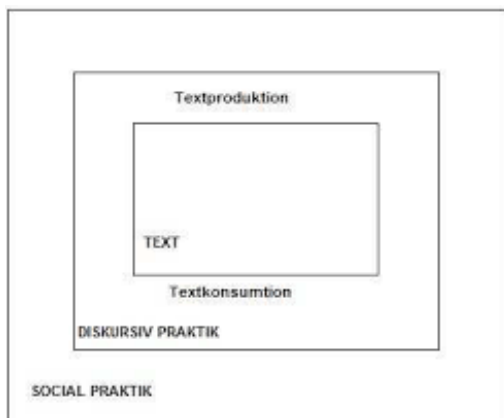 Textproduktion
TEXT
Textkonsumtion
DISKURSIV PRAKTIK
SOCIAL PRAKTIK